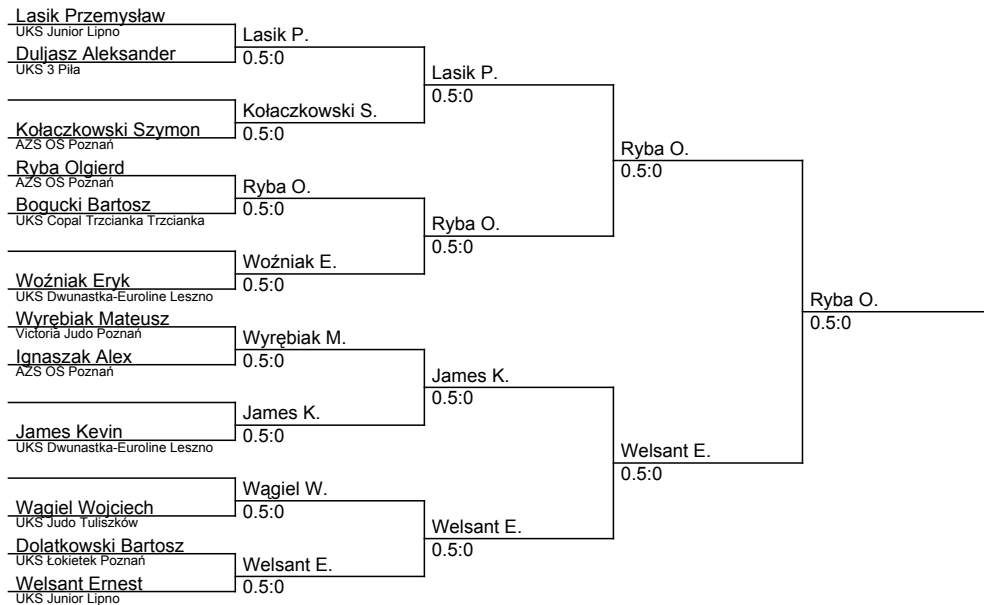 Lasik Przemysław
UKS Junior Lipno
Duljasz Aleksander
UKS 3 Piła
Kołaczkowski Szymon
AZS OŚ Poznań
Ryba Olgierd
AZS OŚ Poznań
Bogucki Bartosz
UKS Copal Trzcianka Trzcianka
Woźniak Eryk
UKS Dwunastka-Euroline Leszno
Wyrębiak Mateusz
Victoria Judo Poznań
Ignaszak Alex
AZS OŚ Poznań
James Kevin
UKS Dwunastka-Euroline Leszno
Wągiel Wojciech
UKS Judo Tuliszków
Dolatkowski Bartosz
UKS Łokietek Poznań
Welsant Ernest
UKS Junior Lipno
Lasik P.
0.5:0
Kołaczkowski S.
0.5:0
Ryba O.
0.5:0
Woźniak E.
0.5:0
Wyrębiak M.
0.5:0
James K.
0.5:0
Wągiel W.
0.5:0
Welsant E.
0.5:0
Lasik P.
0.5:0
Ryba O.
0.5:0
James K.
0.5:0
Welsant E.
0.5:0
Ryba O.
0.5:0
Welsant E.
0.5:0
Ryba O.
0.5:0